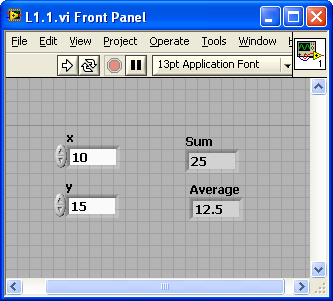 L1.1.vi Front Panel
File Edit View Project Operate Tools Window
13pt Application Font
1
x
10
Sum
25
y
15
Average
12.5